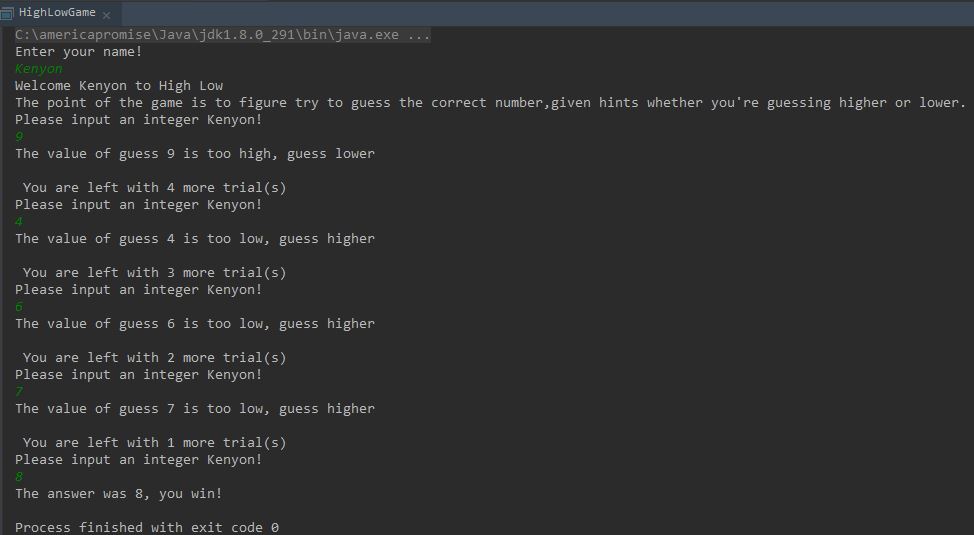 HighLowGame
C:\americapromise\Java\jdk1.8.0_291\bin\java.exe ...
Enter your name!
Kenyon
Welcome Kenyon to High Low
The point of the game is to figure try to guess the correct number,given hints whether you're guessing higher or lower.
Please input an integer Kenyon!
9
The value of guess 9 is too high, guess lower
You are left with 4 more trial(s)
Please input an integer Kenyon!
4
The value of guess 4 is too low, guess higher
You are left with 3 more trial(s)
Please input an integer Kenyon!
6
The value of guess 6 is too low, guess higher
You are left with 2 more trial(s)
Please input an integer Kenyon!
7
The value of guess 7 is too low, guess higher
You are left with 1 more trial(s)
Please input an integer Kenyon!
8
The answer was 8, you win!
Process finished with exit code 0